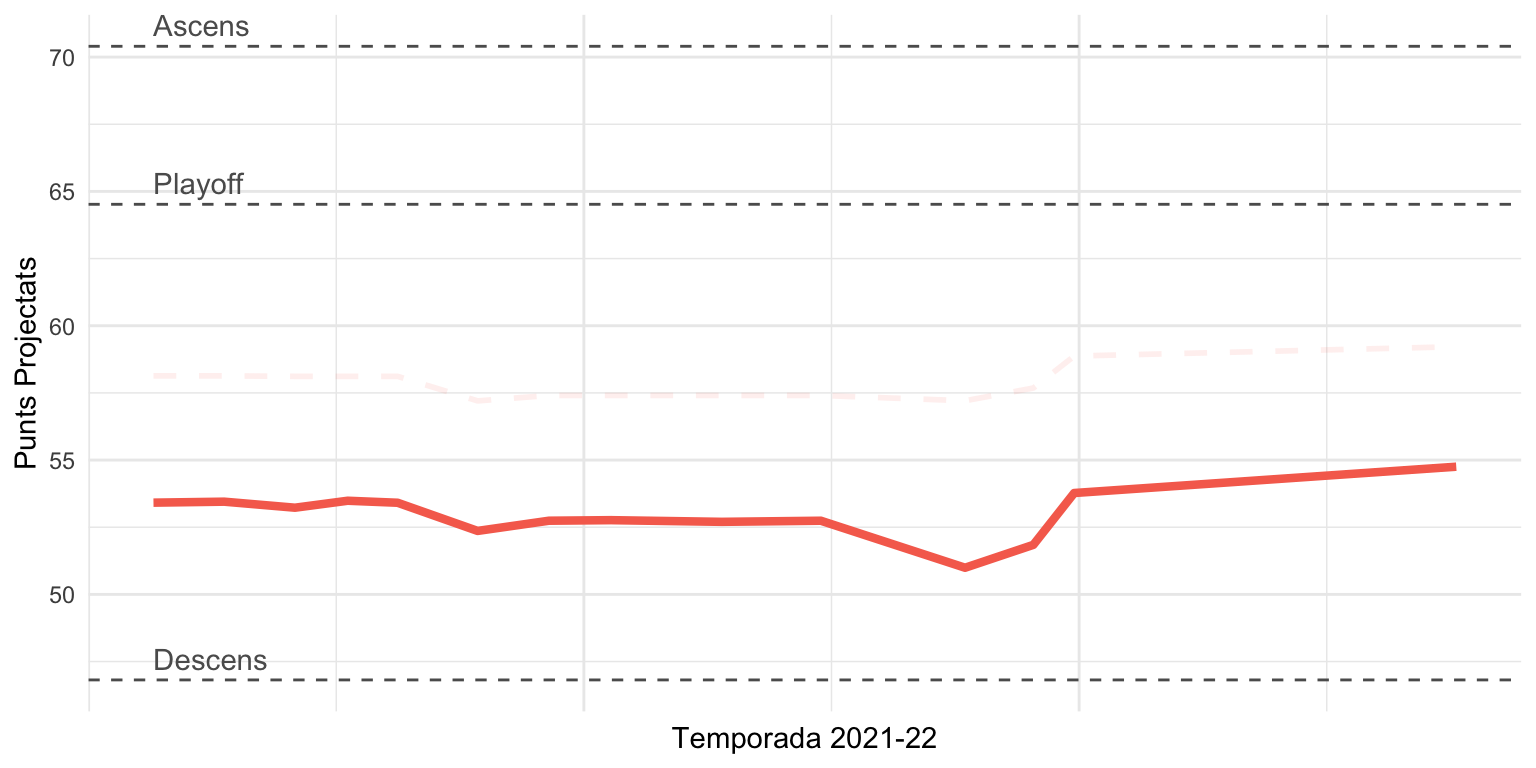 Ascens
70
Playoff
65
60
Punts Projectats
55
50
Descens
Temporada 2021-22